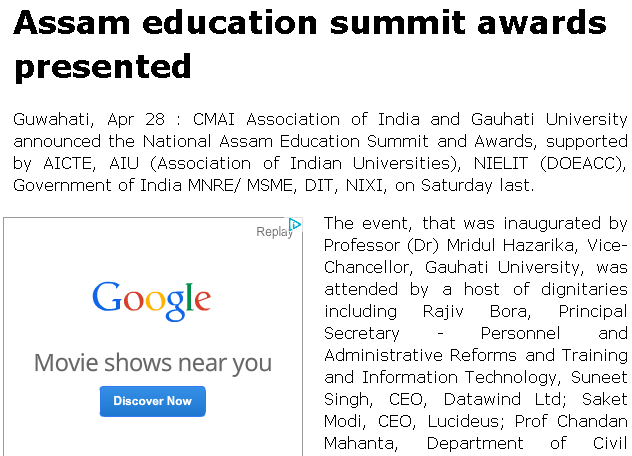 Assam education summit awards
presented
Guwahati, Apr 28 : CMAI Association of India and Gauhati University
announced the National Assam Education Summit and Awards, supported
by AICTE, AIU (Association of Indian Universities), NIELIT (DOEACC),
Government of India MNRE/ MSME, DIT, NIXI, on Saturday last.
Replay
Google
Movie shows near you
Discover Now
The event, that was inaugurated by
Professor (Dr) Mridul Hazarika, Vice-
Chancellor, Gauhati University, was
attended by a host of dignitaries
including Rajiv Bora, Principal
Secretary - Personnel and
Administrative Reforms and Training
and Information Technology, Suneet
Singh, CEO, Datawind Ltd; Saket
Modi, CEO, Lucideus; Prof Chandan
Mahanta, Department of Civil